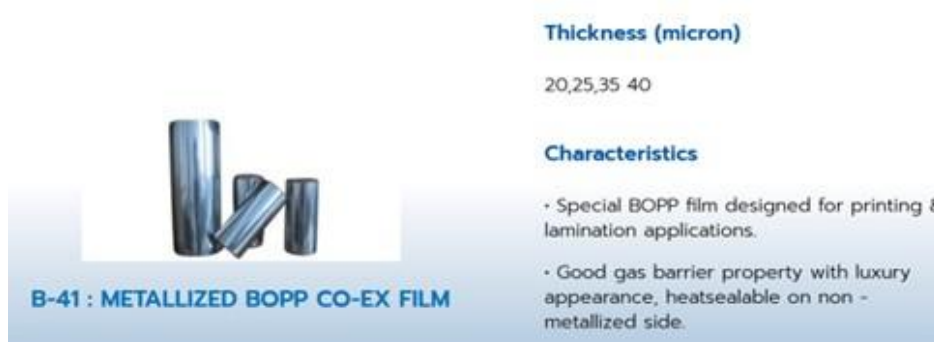 Thickness (micron)
20,25,35 40
Characteristics
• Special BOPP film designed for printing &
lamination applications.
• Good gas barrier property with luxury
appearance, heatsealable on non -
metallized side.
B-41 : METALLIZED BOPP CO-EX FILM